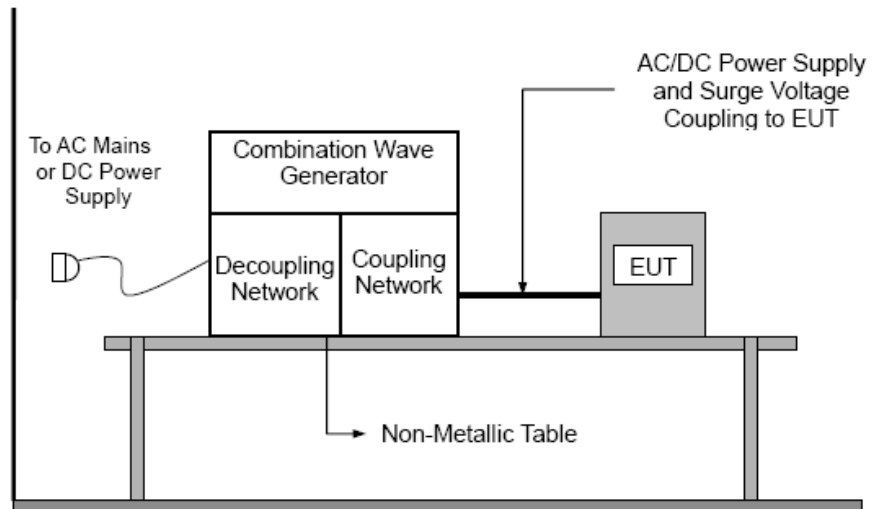 AC/DC Power Supply
and Surge Voltage
Coupling to EUT
To AC Mains
or DC Power
Supply
Combination Wave
Generator
Decoupling
Network
Coupling
Network
EUT
Non-Metallic Table